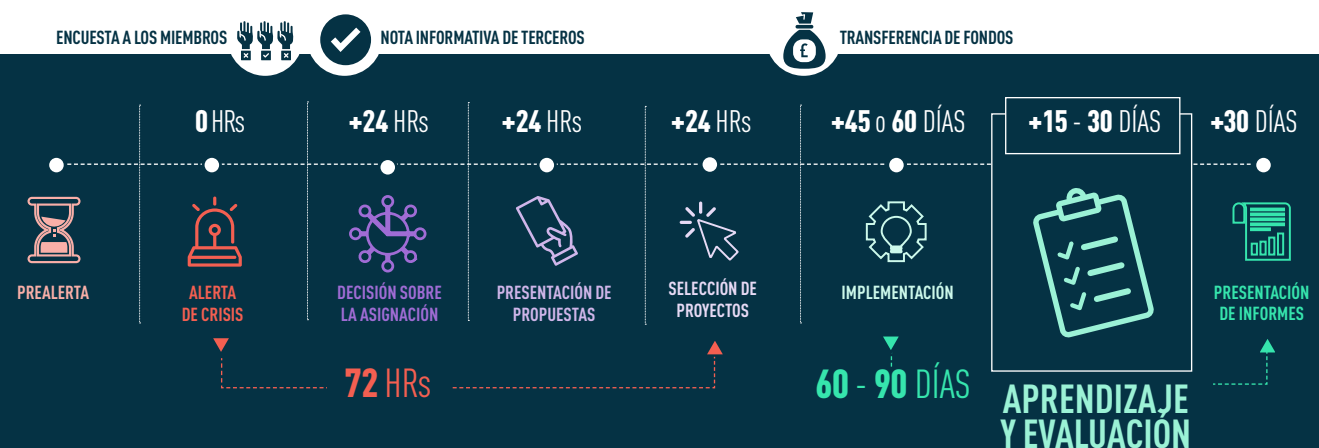 ENCUESTA A LOS MIEMBROS
NOTA INFORMATIVA DE TERCEROS
TRANSFERENCIA DE FONDOS
£
0 HRs
+24 HRs
+24 HRs
+24 HRs
+45 o 60 DÍAS
+15 - 30 DÍAS
+30 DÍAS
PREALERTA
ALERTA
DE CRISIS
DECISIÓN SOBRE
LA ASIGNACIÓN
PRESENTACIÓN DE
PROPUESTAS
SELECCIÓN DE
PROYECTOS
IMPLEMENTACIÓN
PRESENTACIÓN
DE INFORMES
72 HRs
60 - 90 DÍAS
APRENDIZAJE
Y EVALUACIÓN